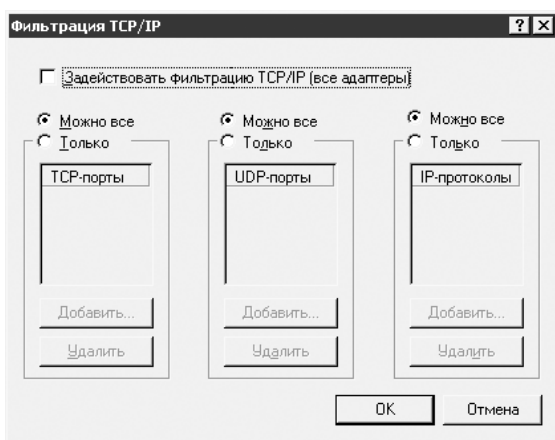 Фильтрация TCP/IP
Задействовать фильтрацию TCP/IP (все адаптеры)
Можно все
Только
TCP-порты
Добавить...
Удалить
Можно все
Только
UDP-порты
Добавить...
Удалить
Можно все
Только
IP-протоколы
Добавить...
Удалить
OK
Отмена